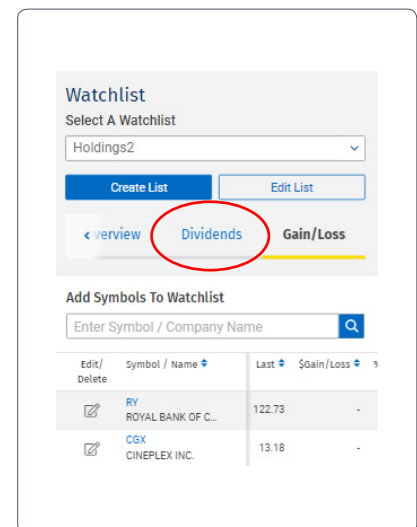 Watchlist
Select A Watchlist
Holdings2
Create List Edit List
verview Dividends Gain/Loss
Add Symbols To Watchlist
Enter Symbol / Company Name
Edit/ Symbol / Name Last $Gain/Loss %
Delete
RY
122.73 -
ROYAL BANK OF C...
CGX
13.18 -
CINEPLEX INC.